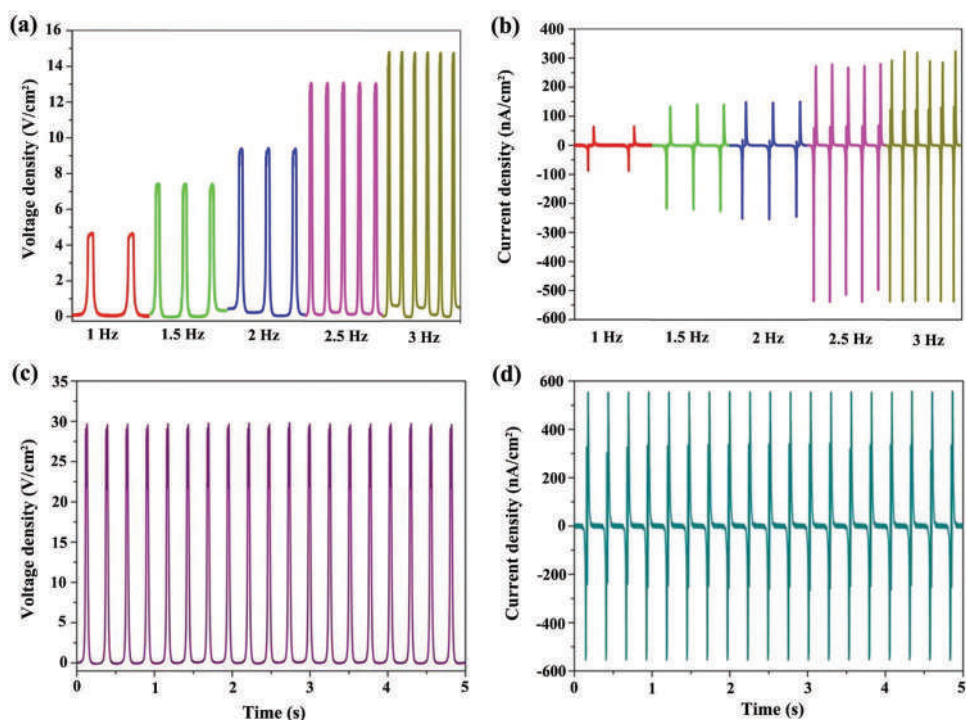 (a)
Voltage density (V/cm²)
16
14
12
10
8
6
4
2
0
1 Hz 1.5 Hz 2 Hz 2.5 Hz 3 Hz
(b)
Current density (nA/cm²)
400
300
200
100
0
-100
-200
-300
-400
-500
-600
1 Hz 1.5 Hz 2 Hz 2.5 Hz 3 Hz
(c)
Voltage density (V/cm²)
35
30
25
20
15
10
5
0
0 1 2 3 4 5
Time (s)
(d)
Current density (nA/cm²)
600
400
200
0
-200
-400
-600
0 1 2 3 4 5
Time (s)